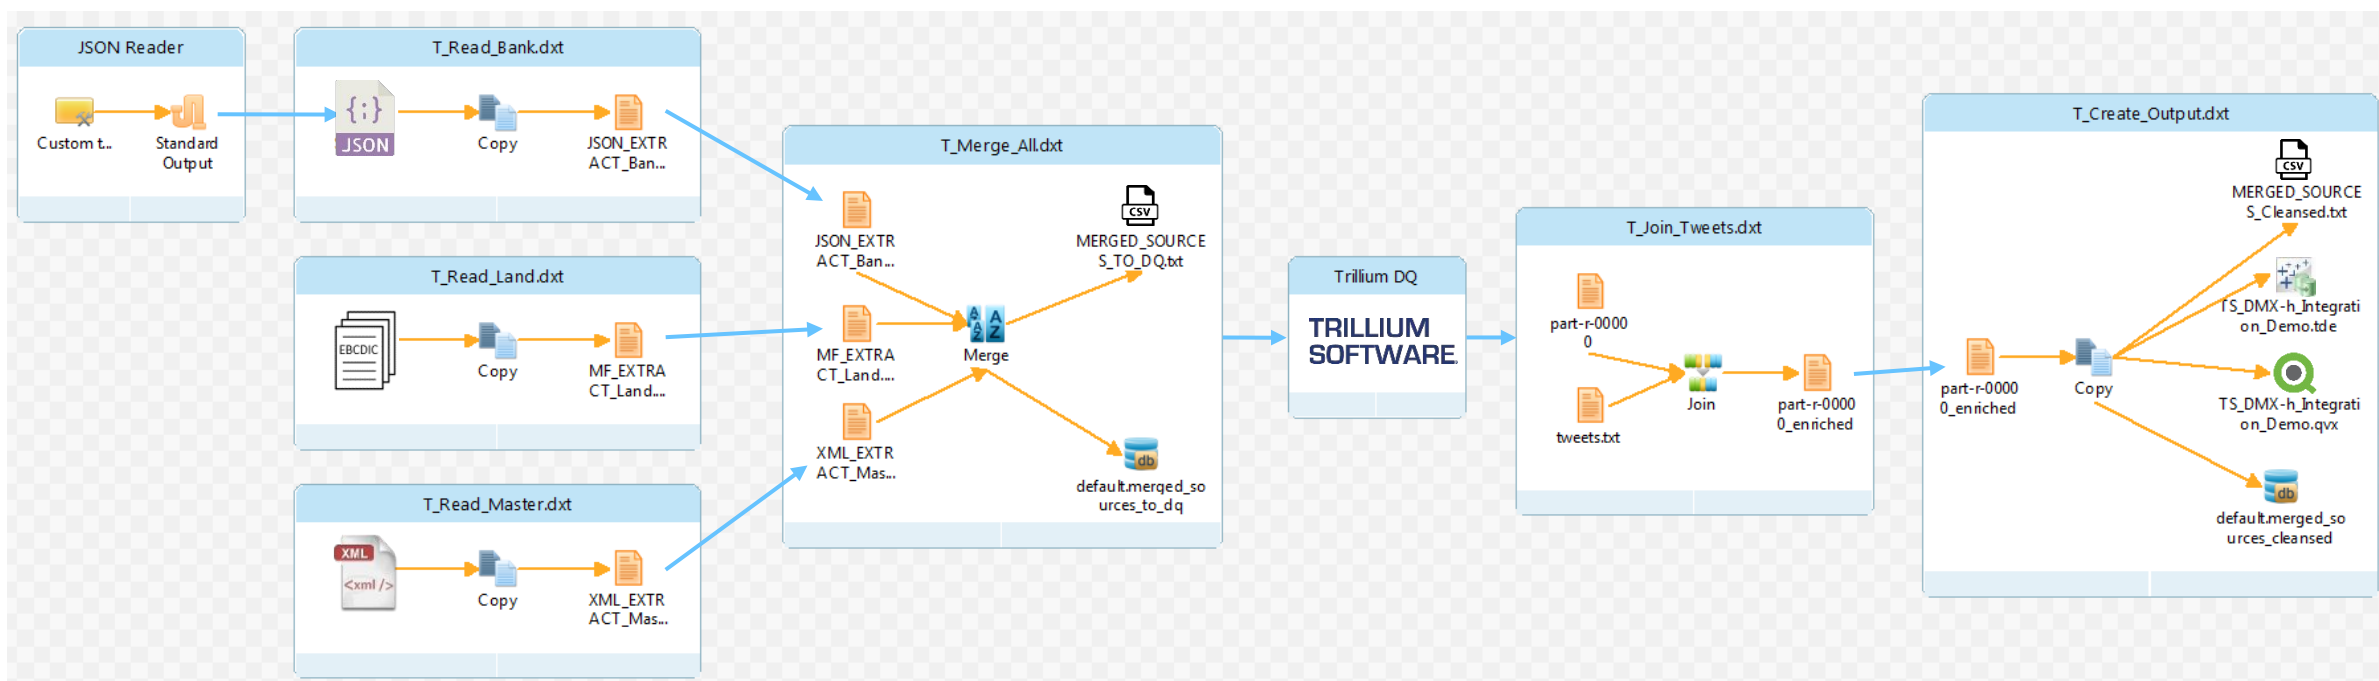 JSON Reader
Custom t...
Standard
Output
T_Read_Bank.dxt
{;}
JSON
Copy
JSON_EXTR
ACT_Ban...
T_Read_Land.dxt
EBCDIC
Copy
MF_EXTRA
CT_Land....
T_Read_Master.dxt
XML
<xml />
Copy
XML_EXTR
ACT_Mas...
T_Merge_All.dxt
JSON_EXTR
ACT_Ban...
MF_EXTRA
CT_Land....
XML_EXTR
ACT_Mas...
A
Z
A
Z
Merge
CSV
MERGED_SOURCE
S_TO_DQ.txt
db
default.merged_so
urces_to_dq
Trillium DQ
TRILLIUM
SOFTWARE.
T_Join_Tweets.dxt
part-r-0000
0
tweets.txt
Join
part-r-0000
0_enriched
T_Create_Output.dxt
part-r-0000
0_enriched
Copy
CSV
MERGED_SOURCE
S_Cleansed.txt
TS_DMX-h_Integrati
on_Demo.tde
TS_DMX-h_Integrati
on_Demo.qvx
db
default.merged_so
urces_cleansed